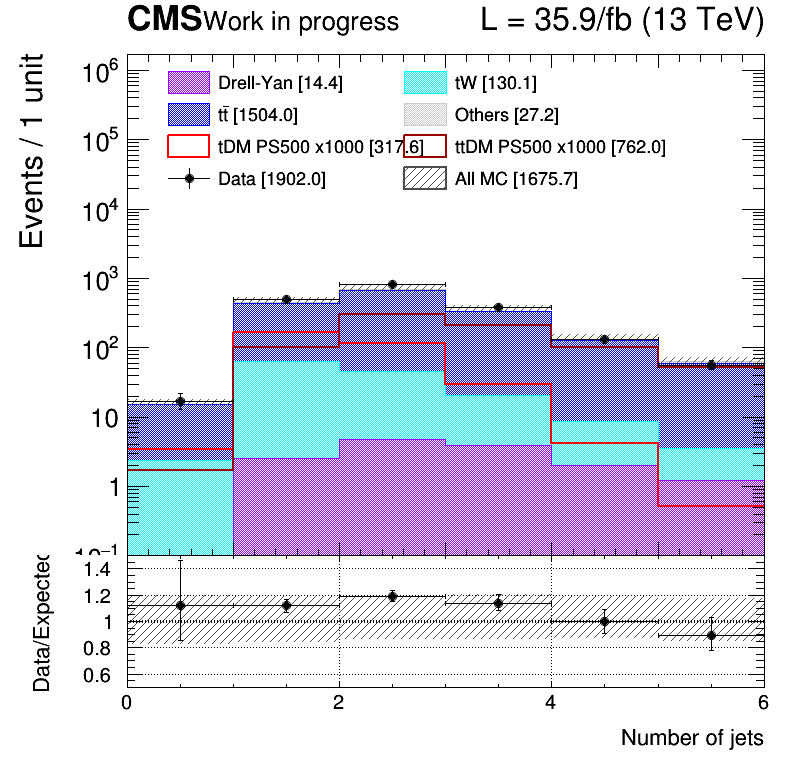 CMS Work in progress L = 35.9/fb (13 TeV)
Events / 1 unit
10⁶
10⁵
10⁴
10³
10²
10
1
10⁻¹
Drell-Yan [14.4] tW [130.1]
tt̄ [1504.0] Others [27.2]
tDM PS500 x1000 [317.6] ttDM PS500 x1000 [762.0]
Data [1902.0] All MC [1675.7]
Data/Expected
1.4
1.2
1
0.8
0.6
0 2 4 6
Number of jets